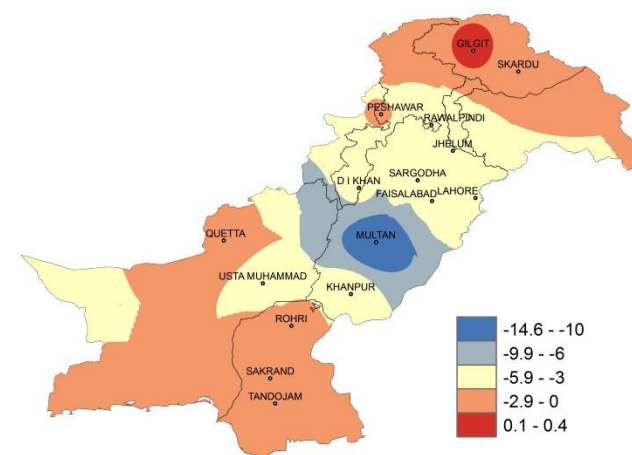 GILGIT
SKARDU
PESHAWAR
RAWALPINDI
JHELUM
SARGODHA
D I KHAN
FAISALABAD
LAHORE
QUETTA
MULTAN
USTA MUHAMMAD
KHANPUR
ROHRI
SAKRAND
TANDOJAM
-14.6 - -10
-9.9 - -6
-5.9 - -3
-2.9 - 0
0.1 - 0.4